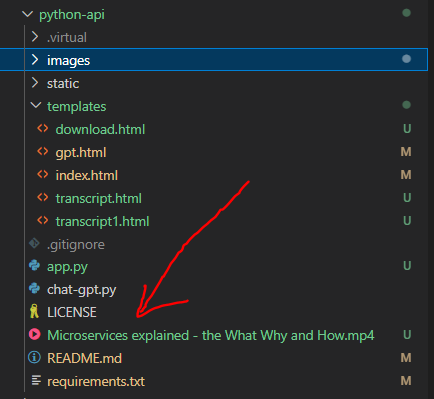 python-api
.virtual
images
static
templates
download.html U
gpt.html M
index.html M
transcript.html U
transcript1.html U
.gitignore
app.py U
chat-gpt.py
LICENSE
Microservices explained - the What Why and How.mp4 U
README.md M
requirements.txt M